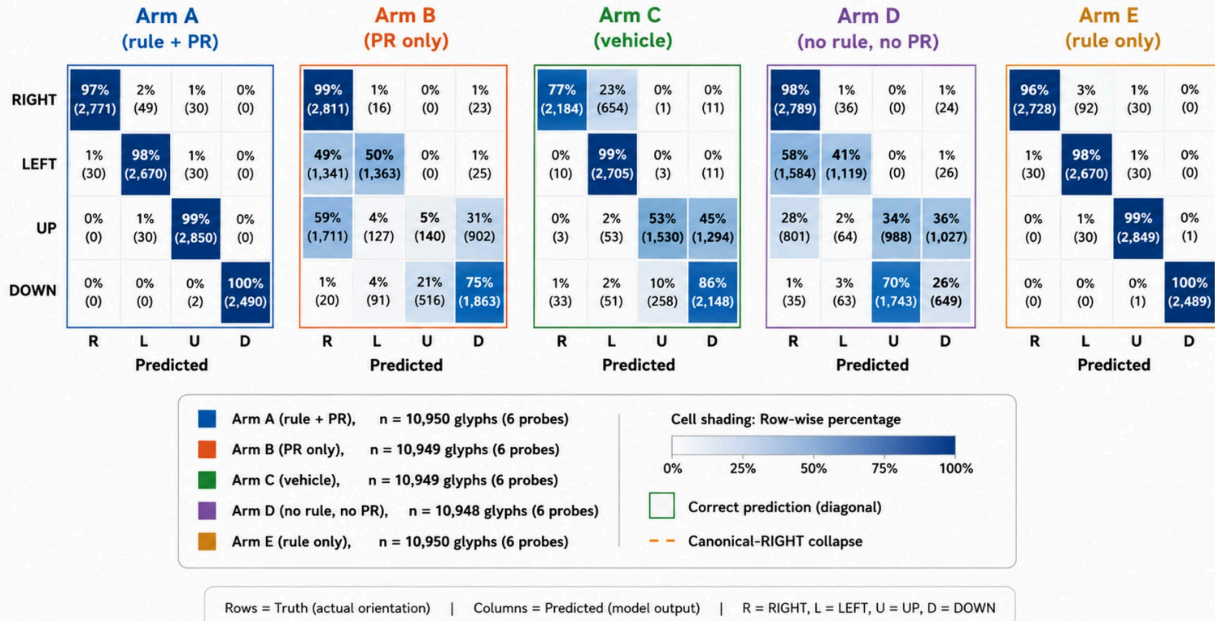 Arm A
(rule + PR)
Arm B
(PR only)
Arm C
(vehicle)
Arm D
(no rule, no PR)
Arm E
(rule only)
RIGHT
97% 2% 1% 0%
(2,771) (49) (30) (0)
99% 1% 0% 1%
(2,811) (16) (0) (23)
77% 23% 0% 0%
(2,184) (654) (1) (11)
98% 1% 0% 1%
(2,789) (36) (0) (24)
96% 3% 1% 0%
(2,728) (92) (30) (0)
LEFT
1% 98% 1% 0%
(30) (2,670) (30) (0)
49% 50% 0% 1%
(1,341) (1,363) (0) (25)
0% 99% 0% 0%
(10) (2,705) (3) (11)
58% 41% 0% 1%
(1,584) (1,119) (0) (26)
1% 98% 1% 0%
(30) (2,670) (30) (0)
UP
0% 1% 99% 0%
(0) (30) (2,850) (0)
59% 4% 5% 31%
(1,711) (127) (140) (902)
0% 2% 53% 45%
(3) (53) (1,530) (1,294)
28% 2% 34% 36%
(801) (64) (988) (1,027)
0% 1% 99% 0%
(0) (30) (2,849) (1)
DOWN
0% 0% 0% 100%
(0) (0) (2) (2,490)
1% 4% 21% 75%
(20) (91) (516) (1,863)
1% 2% 10% 86%
(33) (51) (258) (2,148)
1% 3% 70% 26%
(35) (63) (1,743) (649)
0% 0% 0% 100%
(0) (0) (1) (2,489)
R L U D R L U D R L U D R L U D R L U D
Predicted Predicted Predicted Predicted Predicted
Arm A (rule + PR), n = 10,950 glyphs (6 probes)
Arm B (PR only), n = 10,949 glyphs (6 probes)
Arm C (vehicle), n = 10,949 glyphs (6 probes)
Arm D (no rule, no PR), n = 10,948 glyphs (6 probes)
Arm E (rule only), n = 10,950 glyphs (6 probes)
Cell shading: Row-wise percentage
0% 25% 50% 75% 100%
Correct prediction (diagonal)
Canonical-RIGHT collapse
Rows = Truth (actual orientation) | Columns = Predicted (model output) | R = RIGHT, L = LEFT, U = UP, D = DOWN